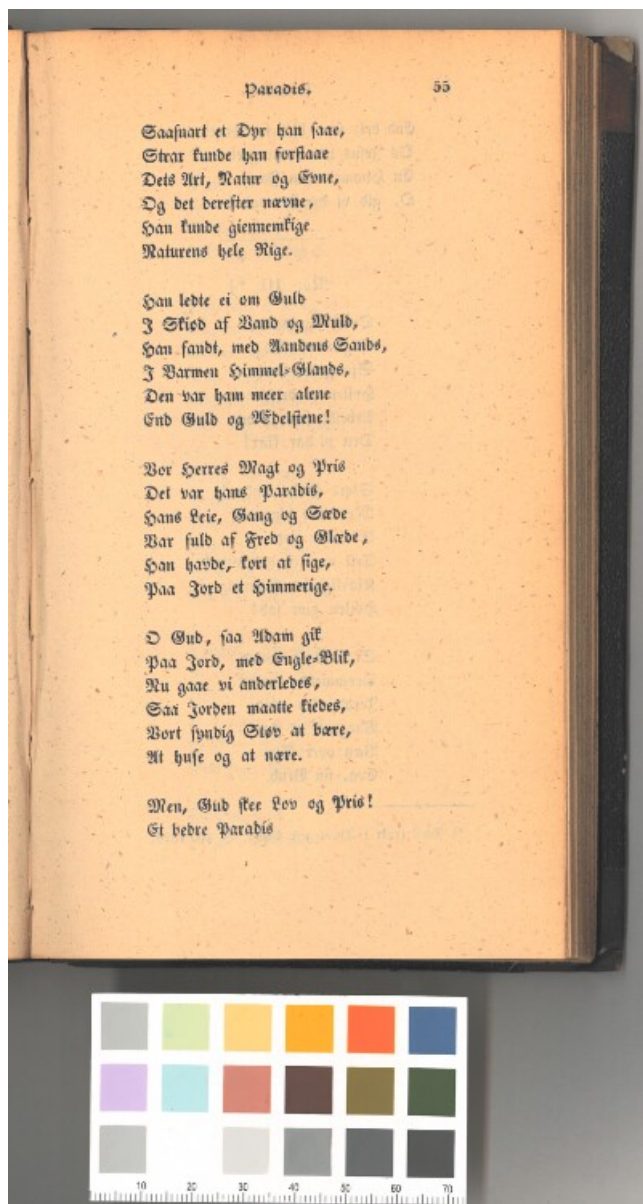 Paradis. 55
Saasnart et Dyr han saae,
Strax kunde han forstaae
Dets Art, Natur og Evne,
Og det derefter nævne,
Han kunde giennemkige
Naturens hele Rige.
Han ledte ei om Guld
I Skiød af Vand og Muld,
Han fandt, med Aandens Sands,
I Varmen Himmel-Glands,
Den var ham meer alene
End Guld og Ædelstene!
Vor Herres Magt og Pris
Det var hans Paradis,
Hans Leie, Gang og Sæde
Var fuld af Fred og Glæde,
Han havde, kort at sige,
Paa Jord et Himmerige.
O Gud, saa Adam gik
Paa Jord, med Engle-Blik,
Nu gaae vi anderledes,
Saa Jorden maatte kiedes,
Vort syndig Støv at bære,
At huse og at nære.
Men, Gud skee Lov og Pris!
Et bedre Paradis
10 20 30 40 50 60 70